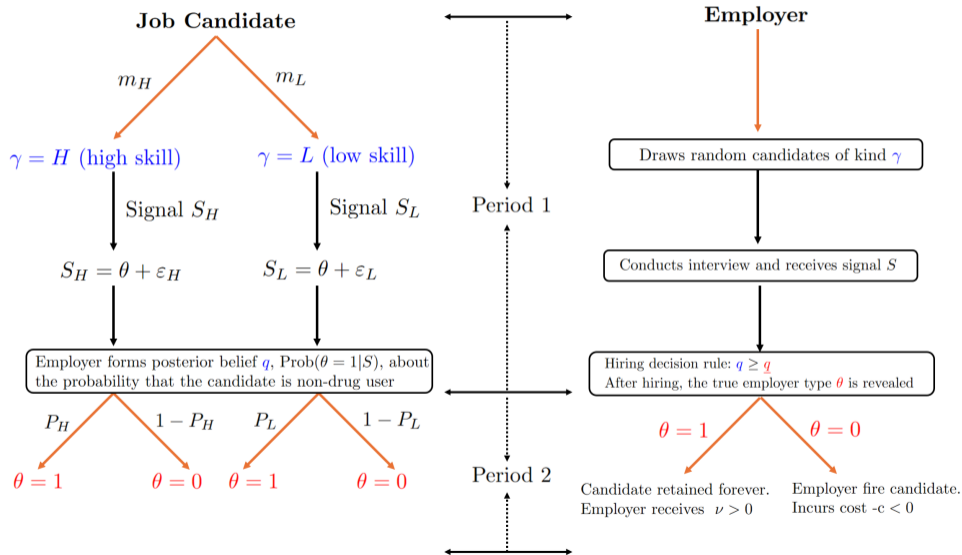 Job Candidate
m_H
m_L
γ = H (high skill)
γ = L (low skill)
Signal S_H
Signal S_L
S_H = θ + ε_H
S_L = θ + ε_L
Employer forms posterior belief q, Prob(θ = 1|S), about
the probability that the candidate is non-drug user
P_H
1 − P_H
P_L
1 − P_L
θ = 1
θ = 0
θ = 1
θ = 0
Period 1
Period 2
Employer
Draws random candidates of kind γ
Conducts interview and receives signal S
Hiring decision rule: q ≥ q̲
After hiring, the true employer type θ is revealed
θ = 1
θ = 0
Candidate retained forever.
Employer receives ν > 0
Employer fire candidate.
Incurs cost -c < 0